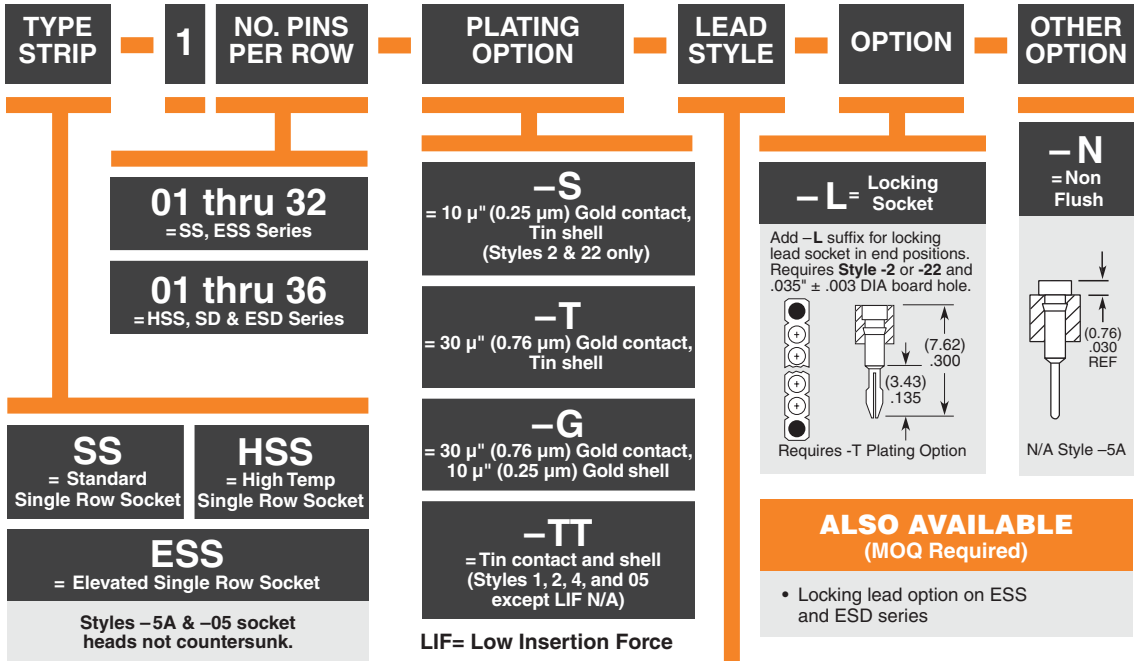 TYPE
STRIP
1
NO. PINS
PER ROW
PLATING
OPTION
LEAD
STYLE
OPTION
OTHER
OPTION
01 thru 32
=SS, ESS Series
01 thru 36
=HSS, SD & ESD Series
SS
= Standard
Single Row Socket
HSS
= High Temp
Single Row Socket
ESS
= Elevated Single Row Socket
Styles –5A & –05 socket
heads not countersunk.
–S
= 10 µ" (0.25 µm) Gold contact,
Tin shell
(Styles 2 & 22 only)
–T
= 30 µ" (0.76 µm) Gold contact,
Tin shell
–G
= 30 µ" (0.76 µm) Gold contact,
10 µ" (0.25 µm) Gold shell
–TT
= Tin contact and shell
(Styles 1, 2, 4, and 05
except LIF N/A)
LIF= Low Insertion Force
–L= Locking
Socket
Add –L suffix for locking
lead socket in end positions.
Requires Style -2 or -22 and
.035" ± .003 DIA board hole.
(7.62)
.300
(3.43)
.135
Requires -T Plating Option
–N
= Non
Flush
(0.76)
.030
REF
N/A Style –5A
ALSO AVAILABLE
(MOQ Required)
• Locking lead option on ESS
and ESD series